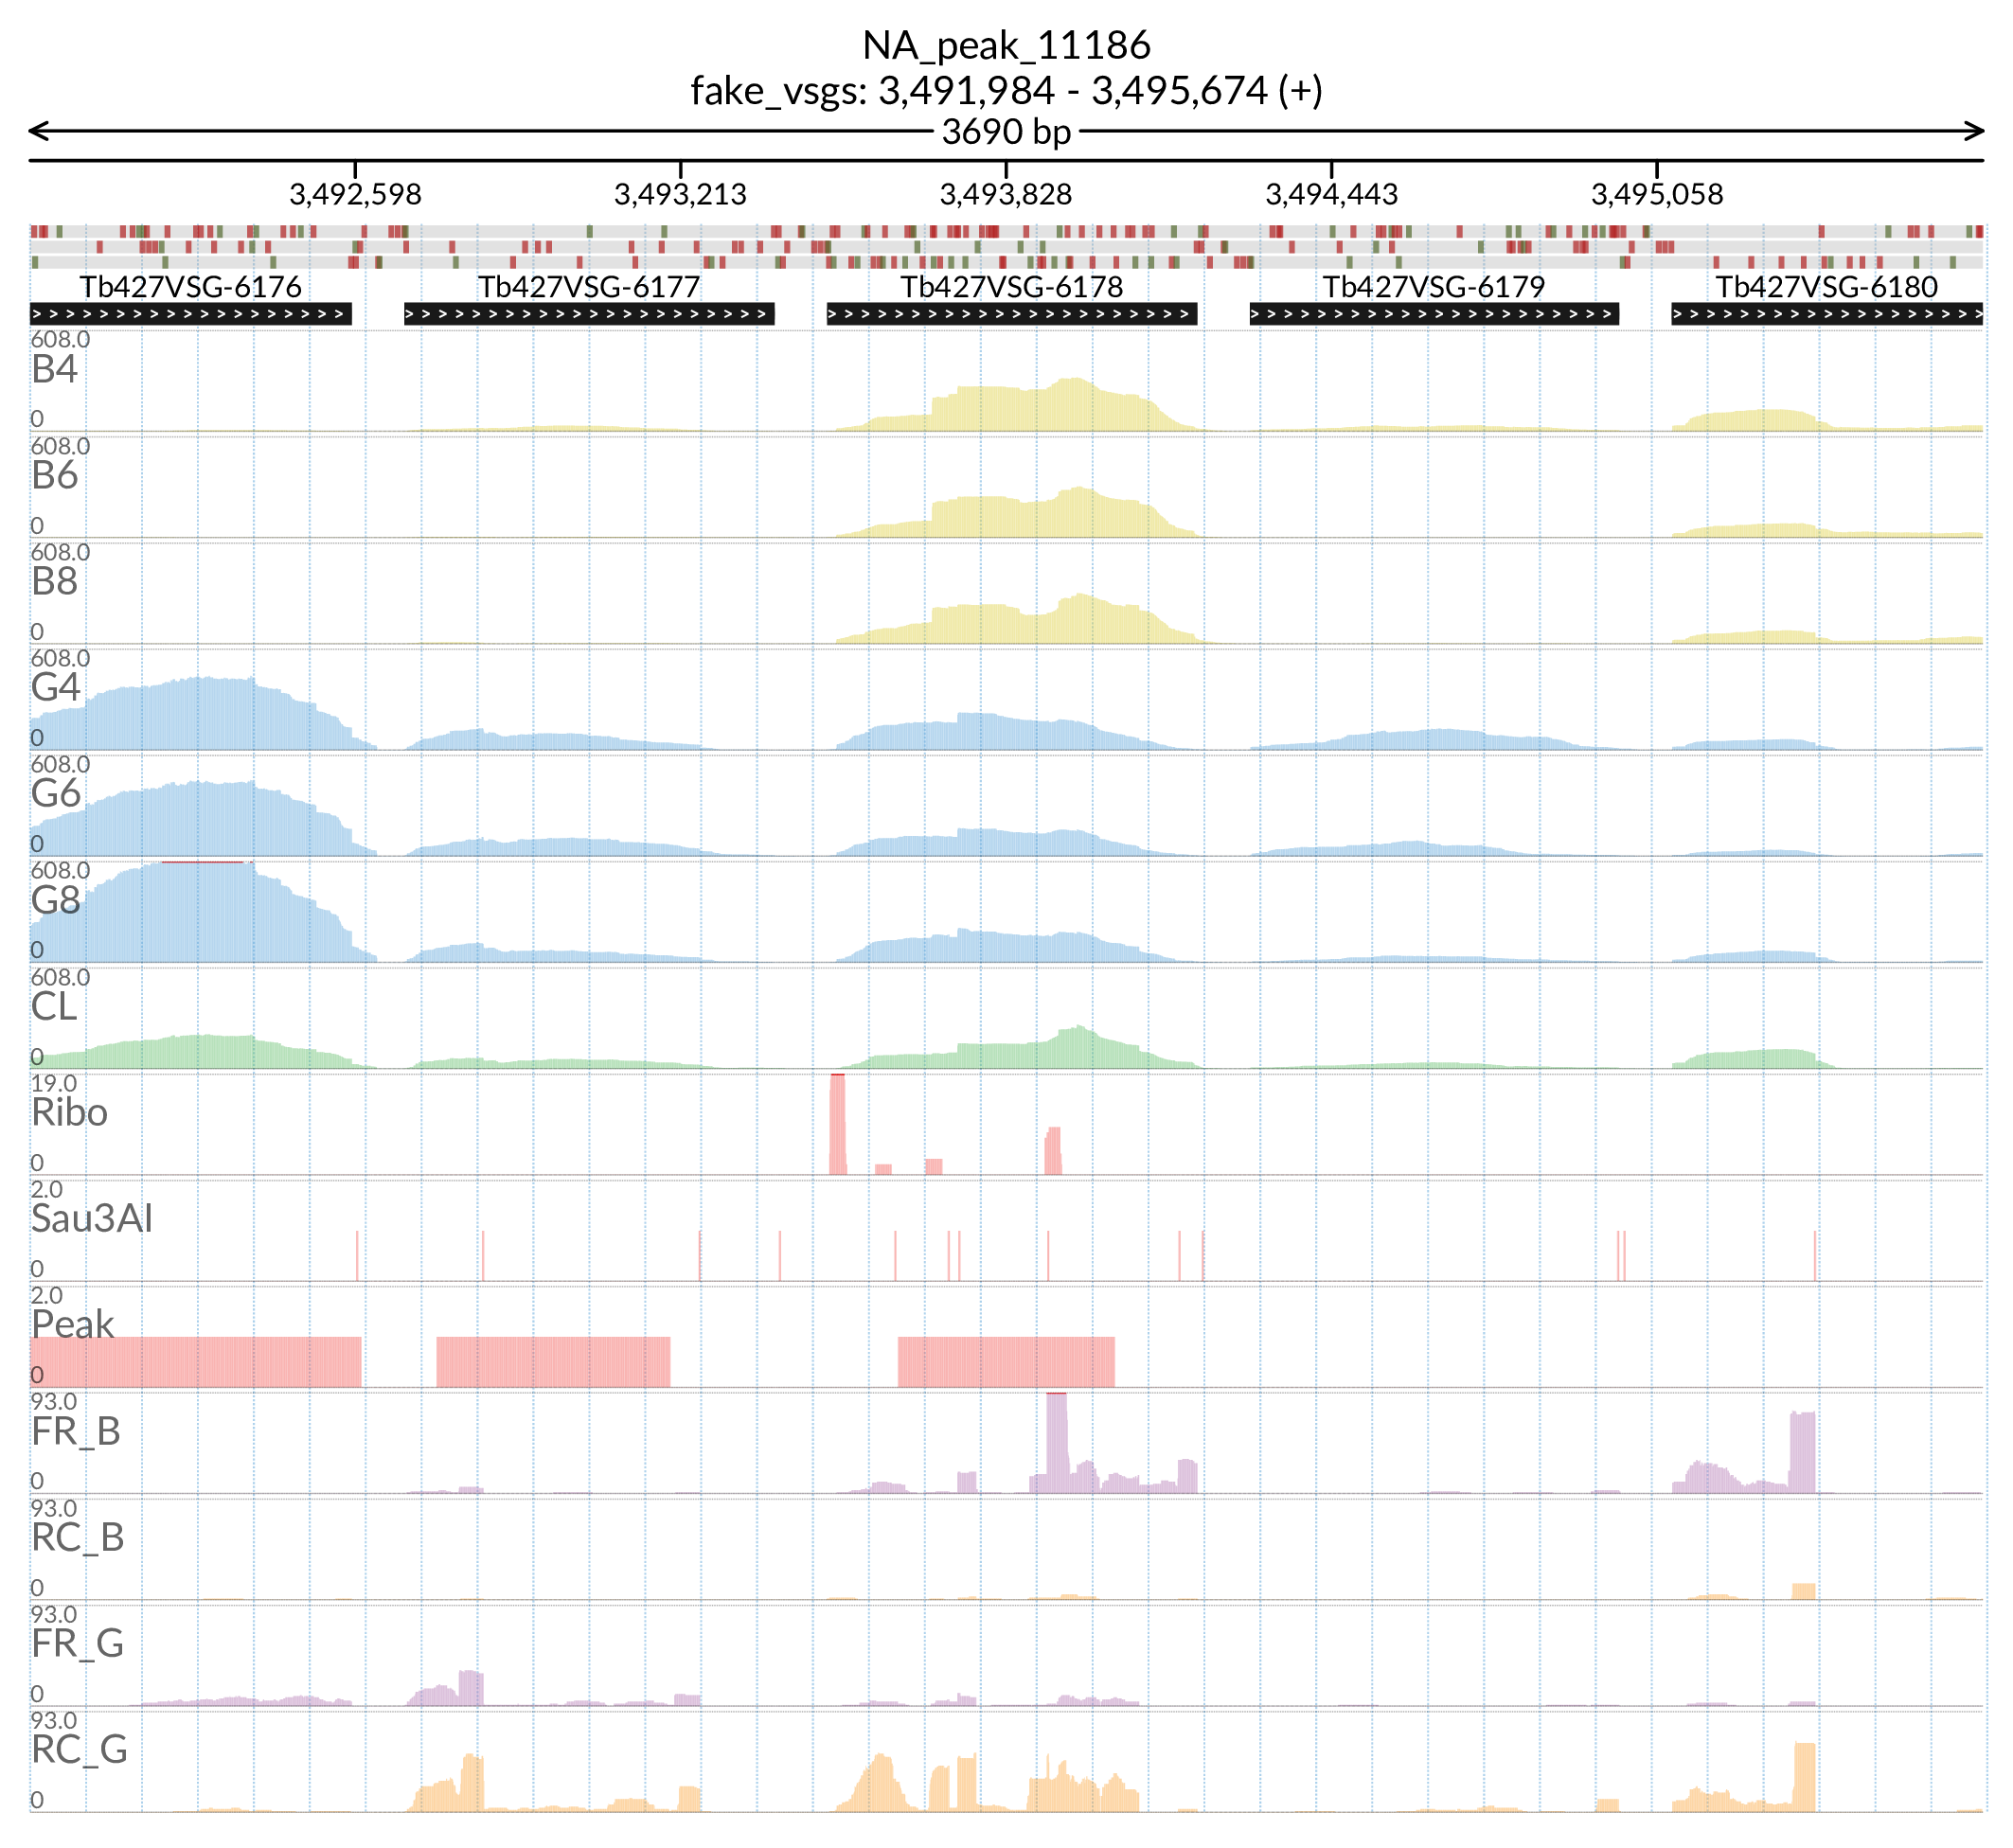 NA_peak_11186
fake_vsgs: 3,491,984 - 3,495,674 (+)
3690 bp
3,492,598 3,493,213 3,493,828 3,494,443 3,495,058
Tb427VSG-6176 Tb427VSG-6177 Tb427VSG-6178 Tb427VSG-6179 Tb427VSG-6180
608.0
B4
0
608.0
B6
0
608.0
B8
0
608.0
G4
0
608.0
G6
0
608.0
G8
0
608.0
CL
0
19.0
Ribo
0
2.0
Sau3AI
0
2.0
Peak
0
93.0
FR_B
0
93.0
RC_B
0
93.0
FR_G
0
93.0
RC_G
0